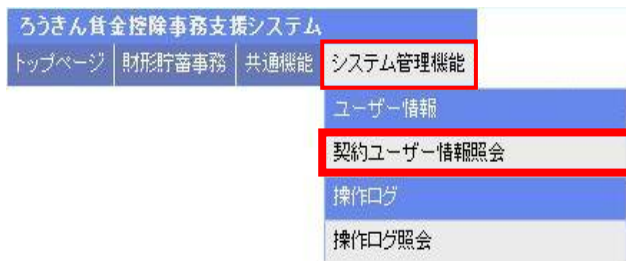 ろうきん賃金控除事務支援システム
トップページ 財形貯蓄事務 共通機能 システム管理機能
ユーザー情報
契約ユーザー情報照会
操作ログ
操作ログ照会